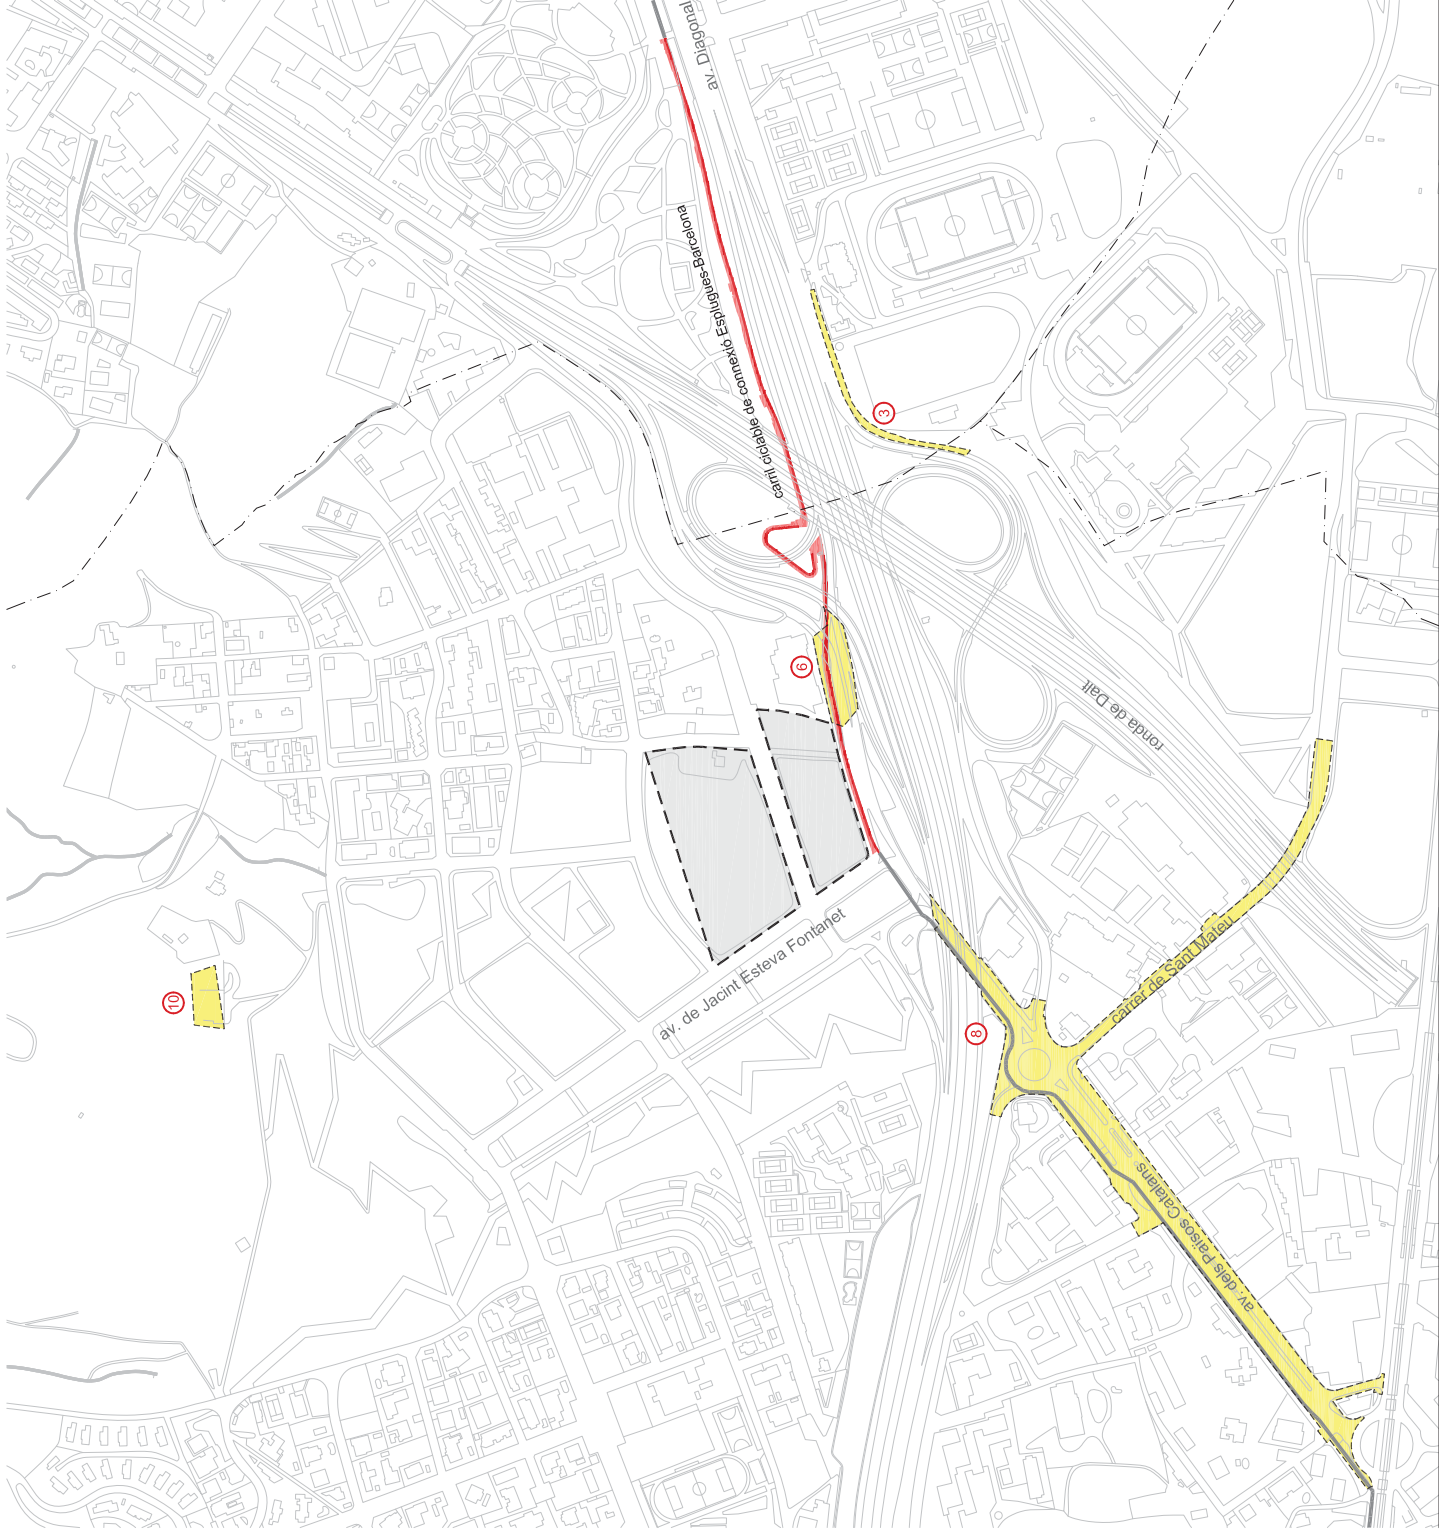 av. Diagonal
carril ciclable de connexió Esplugues-Barcelona
3
6
ronda de Dalt
av. de Jacint Esteva Fontanet
carrer de Sant Mateu
10
8
av. dels Països Catalans